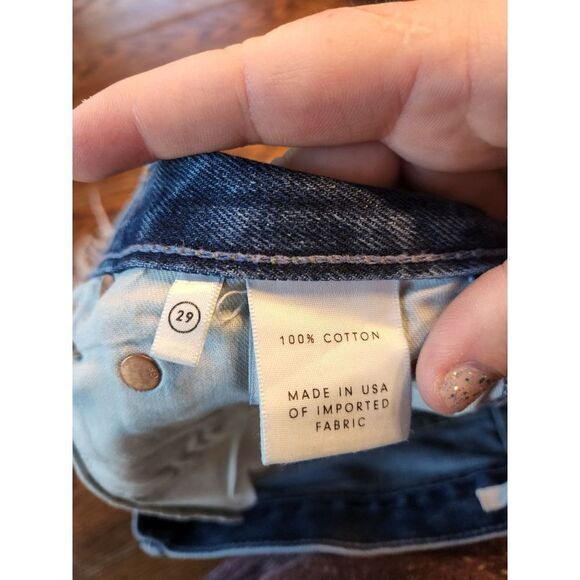 29
100% COTTON
MADE IN USA
OF IMPORTED
FABRIC